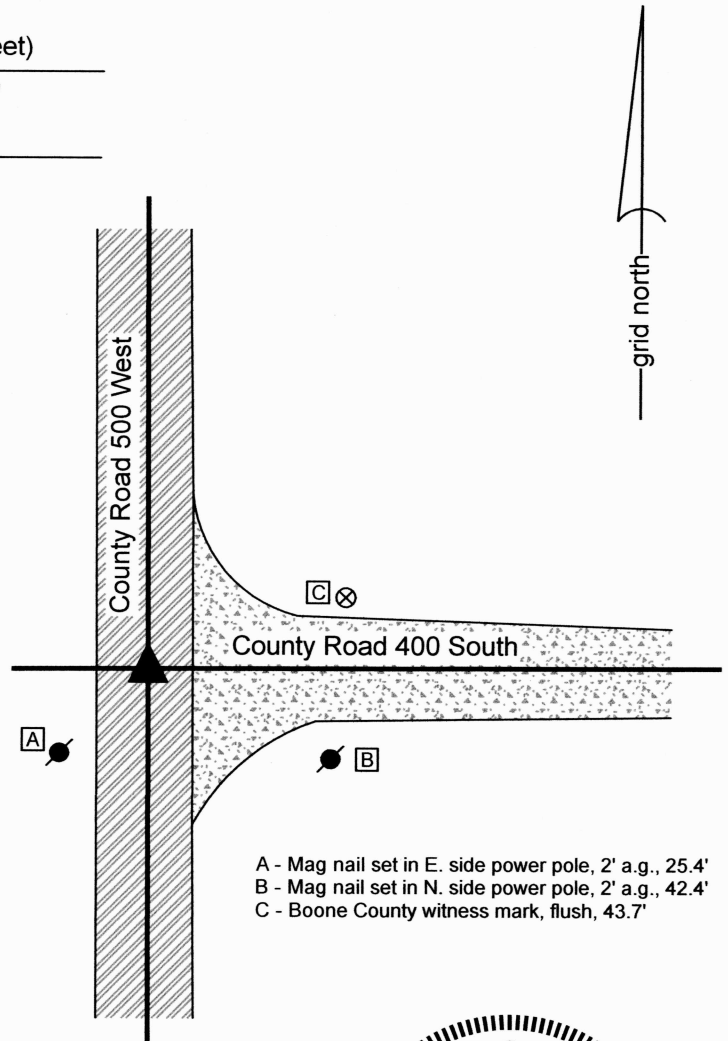 eet)
grid north
County Road 500 West
C
County Road 400 South
A
B
A - Mag nail set in E. side power pole, 2' a.g., 25.4'
B - Mag nail set in N. side power pole, 2' a.g., 42.4'
C - Boone County witness mark, flush, 43.7'